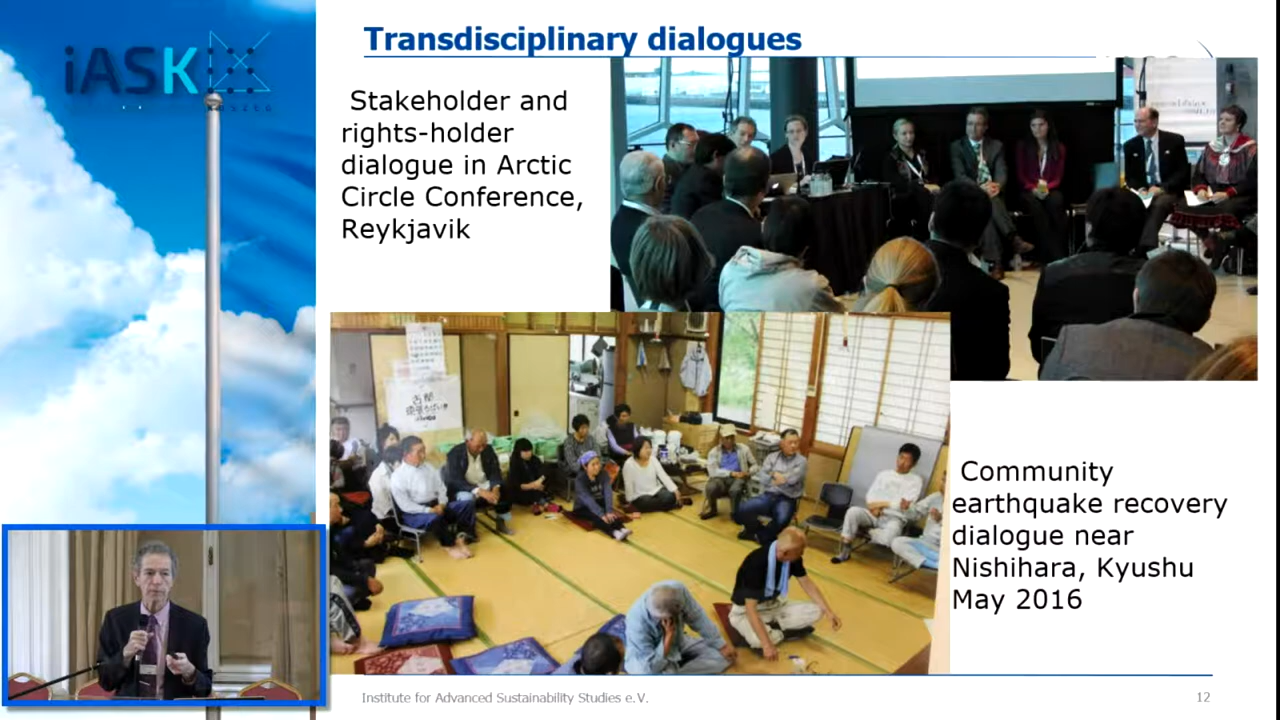 iASK
Transdisciplinary dialogues
Stakeholder and
rights-holder
dialogue in Arctic
Circle Conference,
Reykjavik
Community
earthquake recovery
dialogue near
Nishihara, Kyushu
May 2016
Institute for Advanced Sustainability Studies e.V.
12